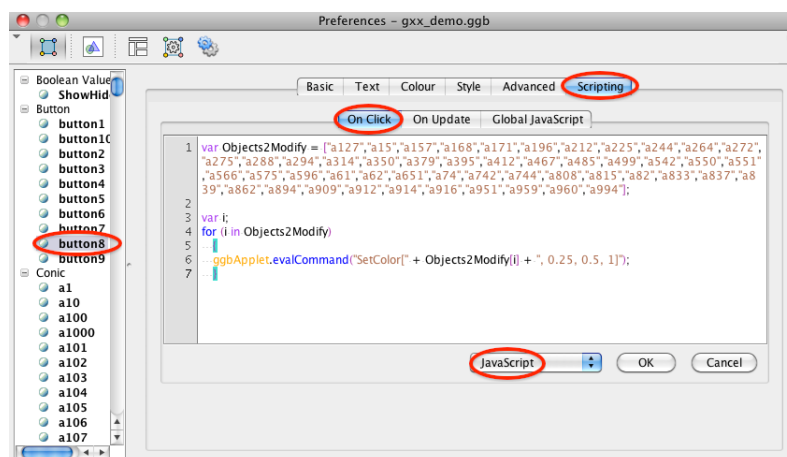 Preferences – gxx_demo.ggb
Boolean Value
ShowHid
Button
button1
button10
button2
button3
button4
button5
button6
button7
button8
button9
Conic
a1
a10
a100
a1000
a101
a102
a103
a104
a105
a106
a107
Basic Text Colour Style Advanced Scripting
On Click On Update Global JavaScript
1 var Objects2Modify = ["a127","a15","a157","a168","a171","a196","a212","a225","a244","a264","a272",
"a275","a288","a294","a314","a350","a379","a395","a412","a467","a485","a499","a542","a550","a551"
,"a566","a575","a596","a61","a62","a651","a74","a742","a744","a808","a815","a82","a833","a837","a8
39","a862","a894","a909","a912","a914","a916","a951","a959","a960","a994"];
2
3 var i;
4 for (i in Objects2Modify)
5 {
6 ggbApplet.evalCommand("SetColor[" + Objects2Modify[i] + ", 0.25, 0.5, 1]");
7 }
JavaScript OK Cancel